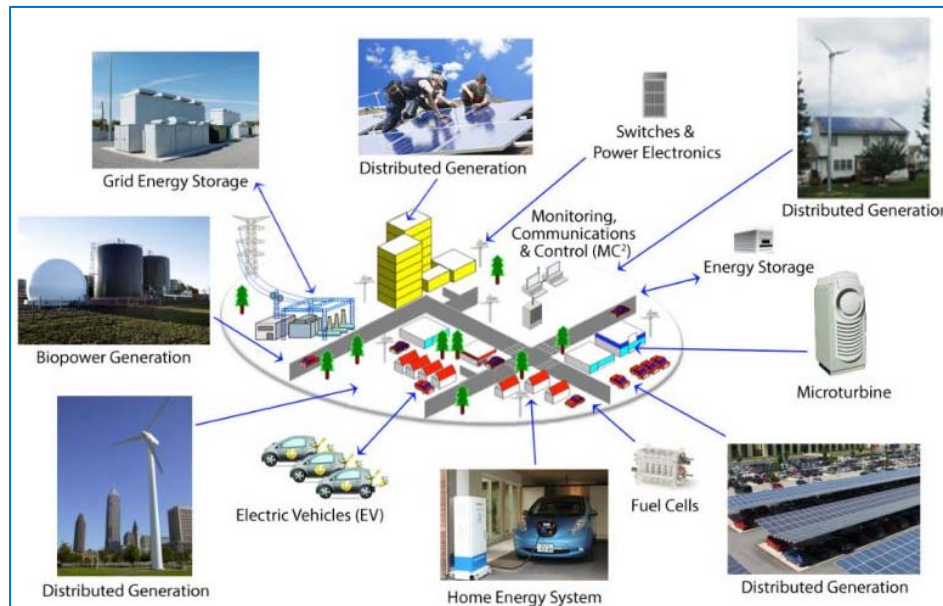 Grid Energy Storage
Distributed Generation
Switches &
Power Electronics
Distributed Generation
Monitoring,
Communications
& Control (MC²)
Energy Storage
Biopower Generation
Microturbine
Electric Vehicles (EV)
Fuel Cells
Distributed Generation
Home Energy System
Distributed Generation